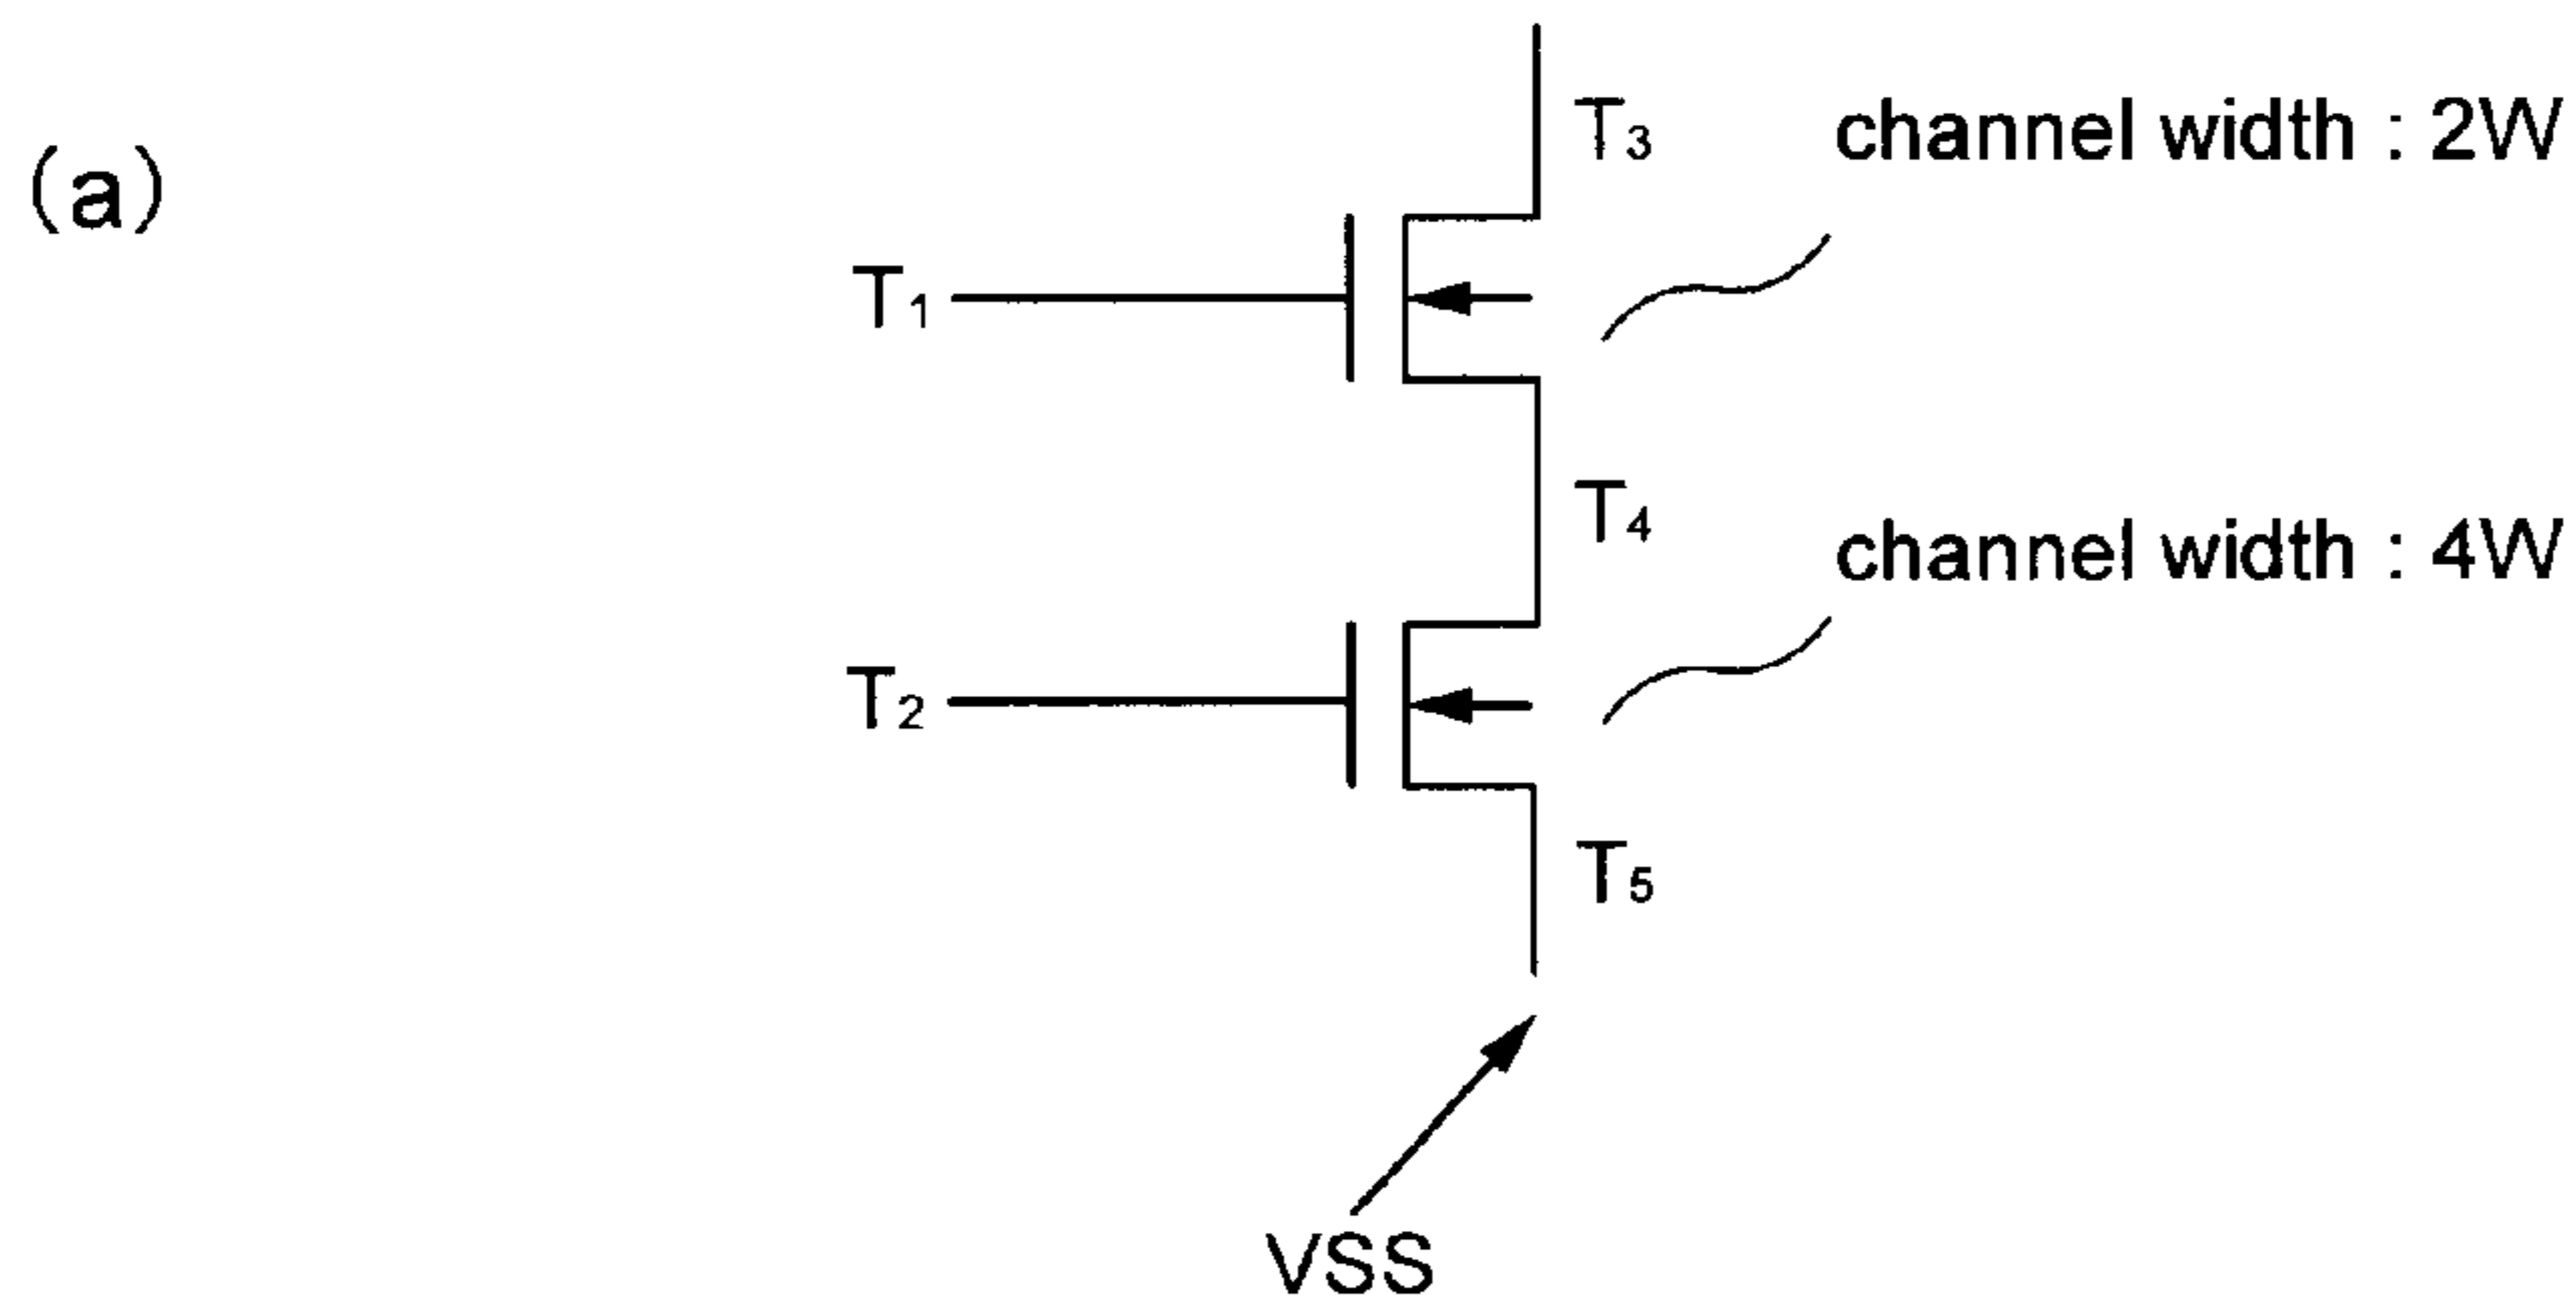 (a)
T3
channel width : 2W
T1
T4
channel width : 4W
T2
T5
VSS